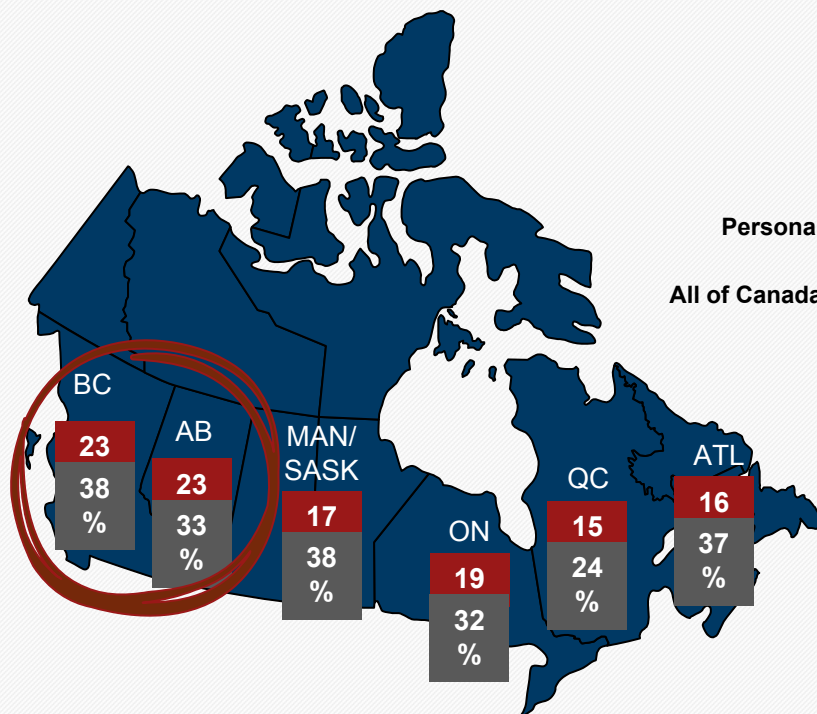 Persona
All of Canada
BC
23
38
%
AB
23
33
%
MAN/
SASK
17
38
%
ON
19
32
%
QC
15
24
%
ATL
16
37
%